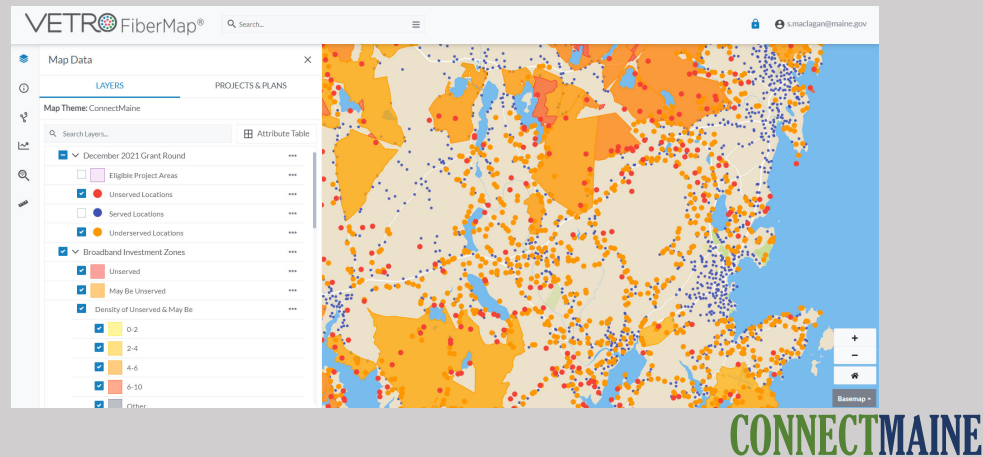 VETRO FiberMap®
Search...
s.maclagan@maine.gov
Map Data
LAYERS
PROJECTS & PLANS
Map Theme: ConnectMaine
Search Layers...
Attribute Table
December 2021 Grant Round
Eligible Project Areas
Unserved Locations
Served Locations
Underserved Locations
Broadband Investment Zones
Unserved
May Be Unserved
Density of Unserved & May Be
0-2
2-4
4-6
6-10
Other
Basemap
CONNECTMAINE